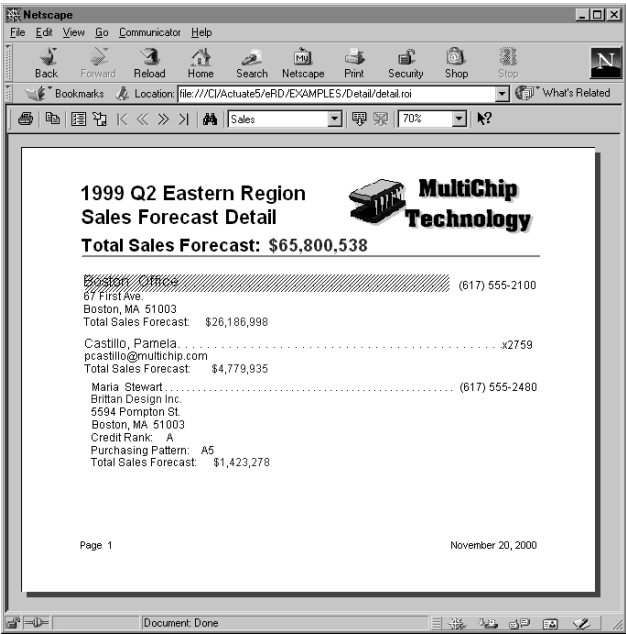 Netscape
File Edit View Go Communicator Help
My
Back Forward Reload Home Search Netscape Print Security Shop Stop
N
Bookmarks Location: file:///C|/Actuate5/eRD/EXAMPLES/Detail/detail.roi What's Related
Sales 70%
1999 Q2 Eastern Region
Sales Forecast Detail
MultiChip
Technology
Total Sales Forecast: $65,800,538
Boston Office (617) 555-2100
67 First Ave.
Boston, MA 51003
Total Sales Forecast: $26,186,998
Castillo, Pamela. . . . . . . . . . . . . . . . . . . . . . . . . . . . . . . . . . . . . . . . . . . . . . . x2759
pcastillo@multichip.com
Total Sales Forecast: $4,779,935
Maria Stewart . . . . . . . . . . . . . . . . . . . . . . . . . . . . . . . . . . . . . . . . . . . . (617) 555-2480
Brittan Design Inc.
5594 Pompton St.
Boston, MA 51003
Credit Rank: A
Purchasing Pattern: A5
Total Sales Forecast: $1,423,278
Page 1 November 20, 2000
Document: Done